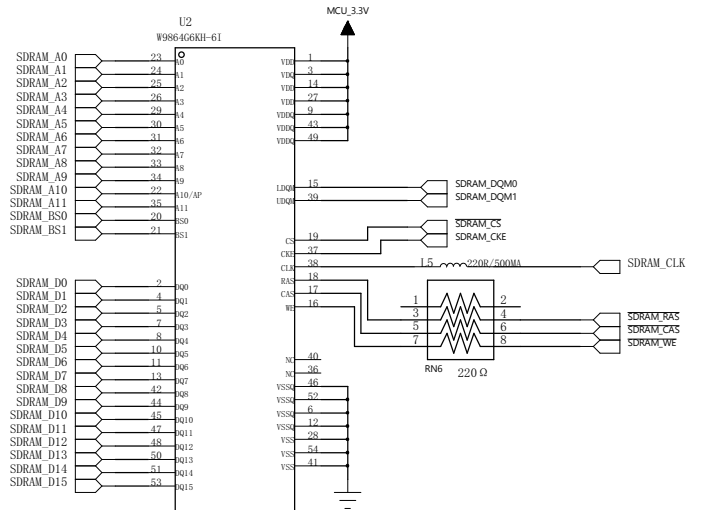 MCU_3.3V
U2
W9864G6KH-6I
SDRAM_A0 23 A0 VDD 1
SDRAM_A1 24 A1 VDQ 3
SDRAM_A2 25 A2 VDD 14
SDRAM_A3 26 A3 VDD 27
SDRAM_A4 29 A4 VDDQ 9
SDRAM_A5 30 A5 VDDQ 43
SDRAM_A6 31 A6 VDDQ 49
SDRAM_A7 32 A7
SDRAM_A8 33 A8
SDRAM_A9 34 A9 LDQM 15 SDRAM_DQM0
SDRAM_A10 22 A10/AP UDQM 39 SDRAM_DQM1
SDRAM_A11 35 A11
SDRAM_BS0 20 BS0
SDRAM_BS1 21 BS1
CS 19 SDRAM_CS
CKE 37 SDRAM_CKE
CLK 38 L5 220R/500MA SDRAM_CLK
RAS 18
CAS 17
WE 16
1 2
3 4 SDRAM_RAS
5 6 SDRAM_CAS
7 8 SDRAM_WE
RN6 220Ω
SDRAM_D0 2 DQ0
SDRAM_D1 4 DQ1
SDRAM_D2 5 DQ2
SDRAM_D3 7 DQ3
SDRAM_D4 8 DQ4
SDRAM_D5 10 DQ5 NC 40
SDRAM_D6 11 DQ6 NC 36
SDRAM_D7 13 DQ7 VSSQ 46
SDRAM_D8 42 DQ8 VSSQ 52
SDRAM_D9 44 DQ9 VSSQ 6
SDRAM_D10 45 DQ10 VSSQ 12
SDRAM_D11 47 DQ11 VSS 28
SDRAM_D12 48 DQ12 VSS 54
SDRAM_D13 50 DQ13 VSS 41
SDRAM_D14 51 DQ14
SDRAM_D15 53 DQ15